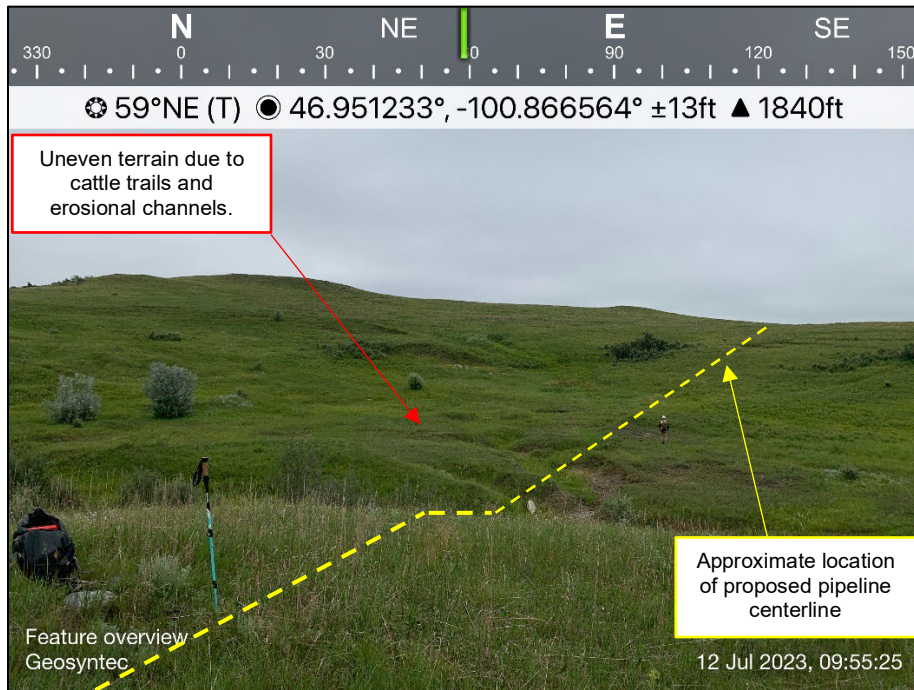 N NE E SE
330 0 30 60 90 120 150
59°NE (T) 46.951233°, -100.866564° ±13ft ▲ 1840ft
Uneven terrain due to
cattle trails and
erosional channels.
Approximate location
of proposed pipeline
centerline
Feature overview
Geosyntec
12 Jul 2023, 09:55:25